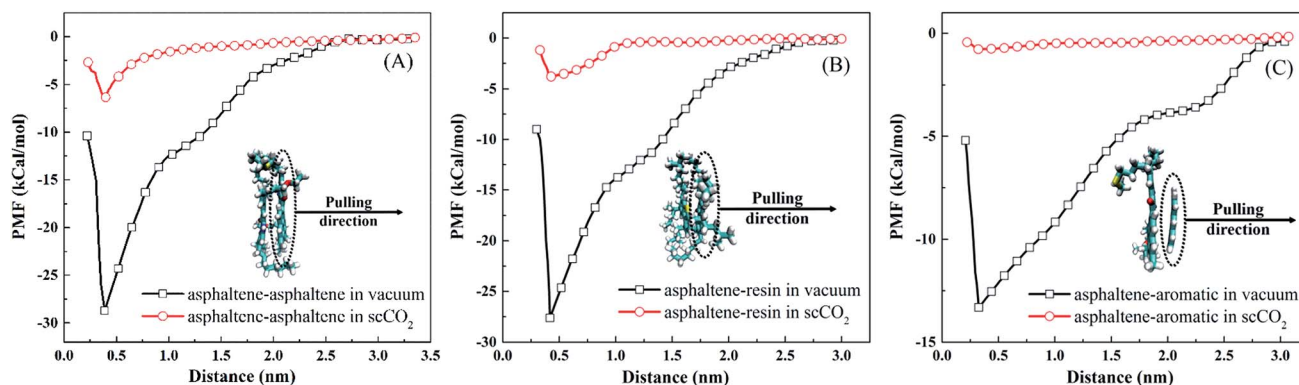 0
-5
-10
-15
-20
-25
-30
PMF (kCal/mol)
(A)
Pulling
direction
asphaltene-asphaltene in vacuum
asphaltene-asphaltene in scCO2
0.0 0.5 1.0 1.5 2.0 2.5 3.0 3.5
Distance (nm)
0
-5
-10
-15
-20
-25
-30
PMF (kCal/mol)
(B)
Pulling
direction
asphaltene-resin in vacuum
asphaltene-resin in scCO2
0.0 0.5 1.0 1.5 2.0 2.5 3.0
Distance (nm)
0
-5
-10
-15
PMF (kCal/mol)
(C)
Pulling
direction
asphaltene-aromatic in vacuum
asphaltene-aromatic in scCO2
0.0 0.5 1.0 1.5 2.0 2.5 3.0
Distance (nm)